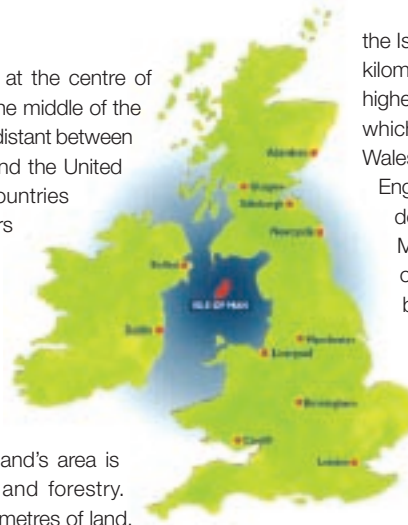 at the centre of
ne middle of the
distant between
nd the United
ountries
rs
and's area is
and forestry.
metres of land,
Aberdeen
Glasgow
Edinburgh
Newcastle
Belfast
ISLE OF MAN
Dublin
Manchester
Liverpool
Birmingham
Cardiff
London
the Is
kilom
highe
which
Wales
Eng
de
M
o
b